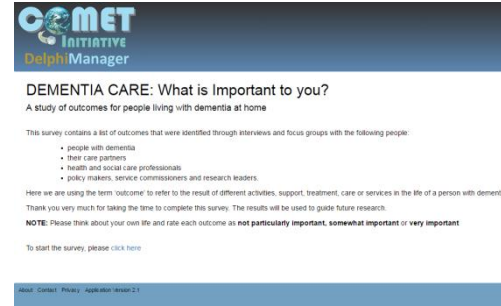 COMET
INITIATIVE
DelphiManager
DEMENTIA CARE: What is Important to you?
A study of outcomes for people living with dementia at home
This survey contains a list of outcomes that were identified through interviews and focus groups with the following people:
• people with dementia
• their care partners
• health and social care professionals
• policy makers, service commissioners and research leaders.
Here we are using the term 'outcome' to refer to the result of different activities, support, treatment, care or services in the life of a person with dement
Thank you very much for taking the time to complete this survey. The results will be used to guide future research.
NOTE: Please think about your own life and rate each outcome as not particularly important, somewhat important or very important
To start the survey, please click here
About Contact Privacy Application Version 2.1